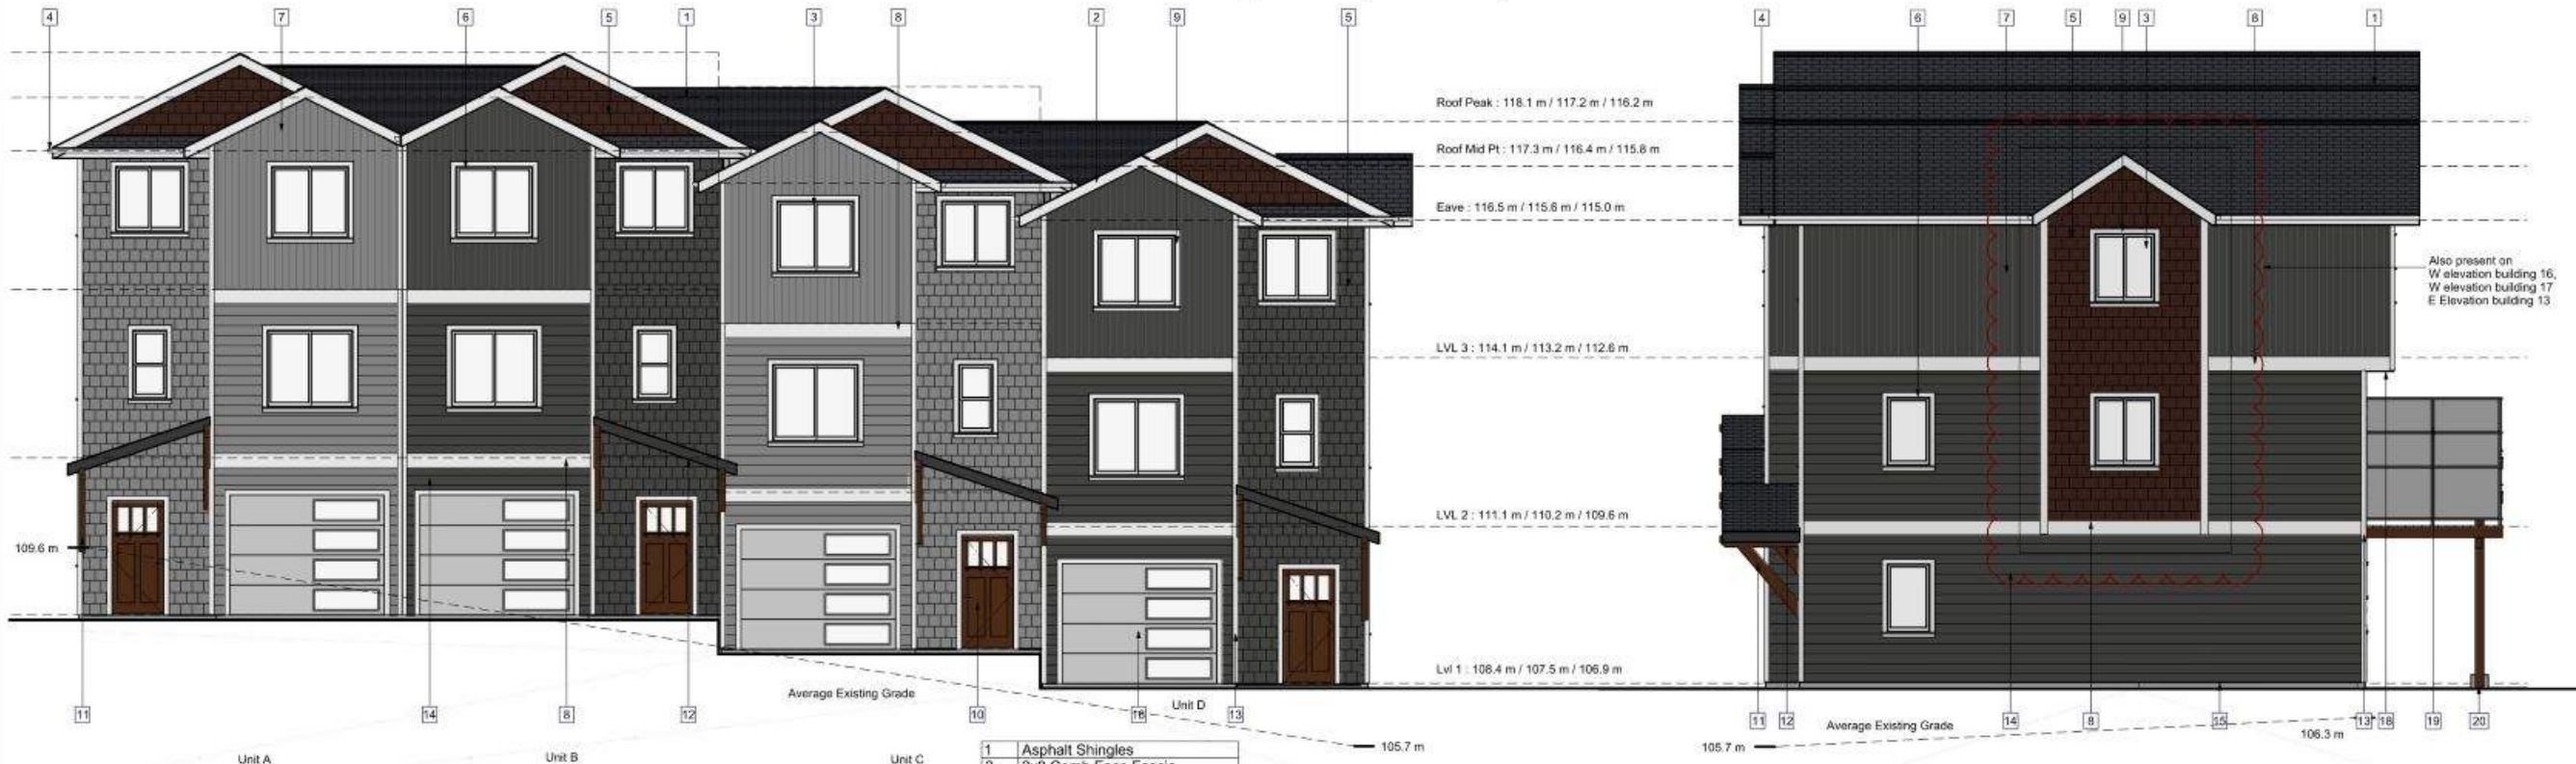 4 7 6 5 1 3 8 2 9 5
4 6 7 5 9 3 8 1
Roof Peak : 118.1 m / 117.2 m / 116.2 m
Roof Mid Pt : 117.3 m / 116.4 m / 115.8 m
Eave : 116.5 m / 115.6 m / 115.0 m
Also present on
W elevation building 16,
W elevation building 17
E Elevation building 13
LVL 3 : 114.1 m / 113.2 m / 112.6 m
LVL 2 : 111.1 m / 110.2 m / 109.6 m
109.6 m
Lvl 1 : 108.4 m / 107.5 m / 106.9 m
Average Existing Grade
Unit D
11 14 8 12 10 16 13
11 12 14 8 15 13 18 19 20
Average Existing Grade
106.3 m
105.7 m
105.7 m
Unit A
Unit B
Unit C
1 Asphalt Shingles